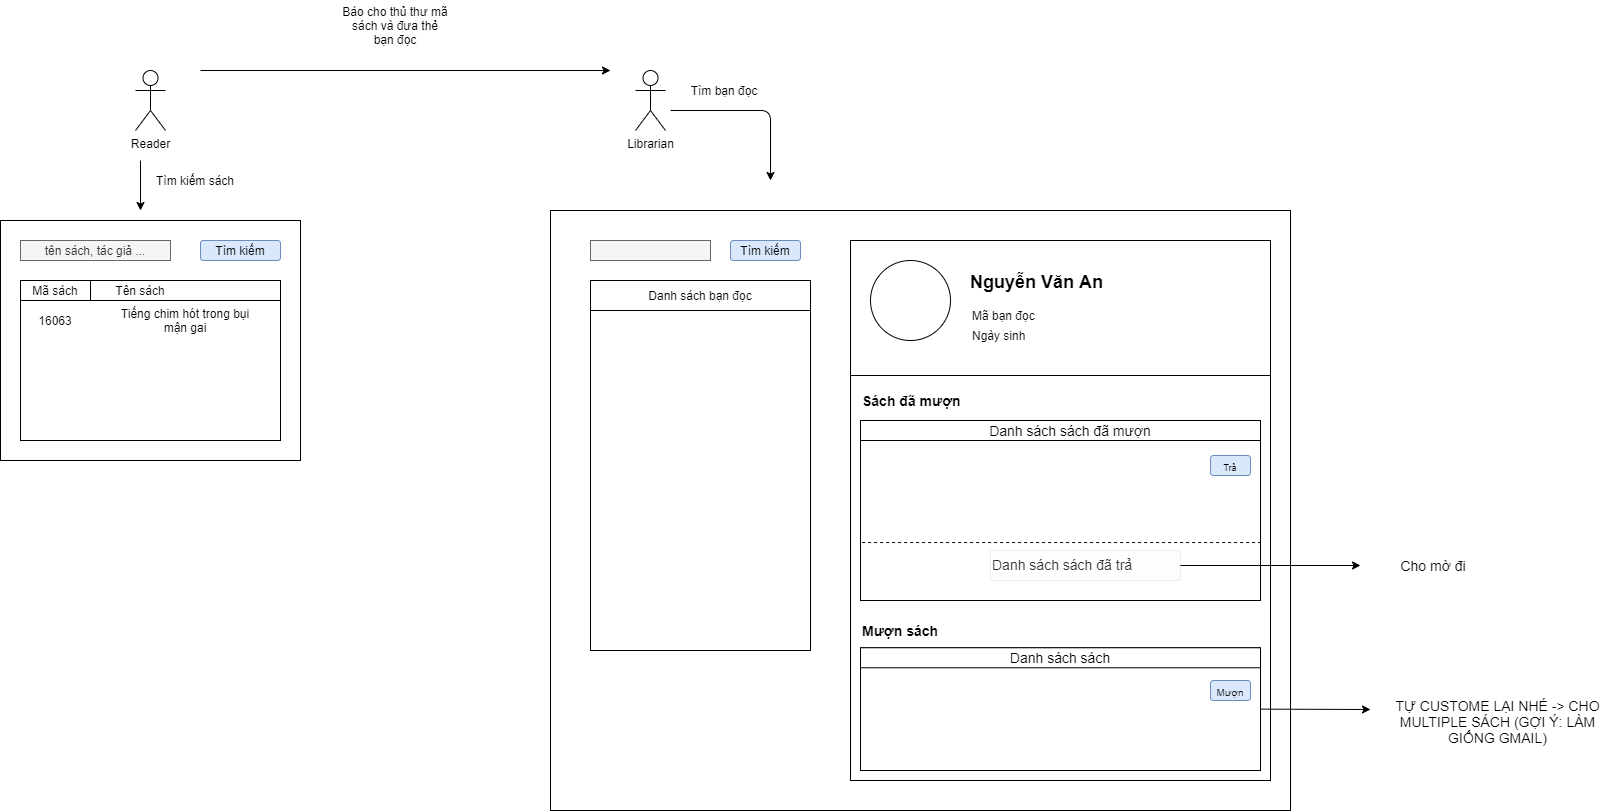 Báo cho thủ thư mã
sách và đưa thẻ
bạn đọc
Reader
Librarian
Tìm bạn đọc
Tìm kiếm sách
tên sách, tác giả ...
Tìm kiếm
Mã sách
Tên sách
16063
Tiếng chim hót trong bụi
mận gai
Tìm kiếm
Danh sách bạn đọc
Nguyễn Văn An
Mã bạn đọc
Ngày sinh
Sách đã mượn
Danh sách sách đã mượn
Trả
Danh sách sách đã trả
Cho mờ đi
Mượn sách
Danh sách sách
Mượn
TỰ CUSTOME LẠI NHÉ -> CHO
MULTIPLE SÁCH (GỢI Ý: LÀM
GIỐNG GMAIL)